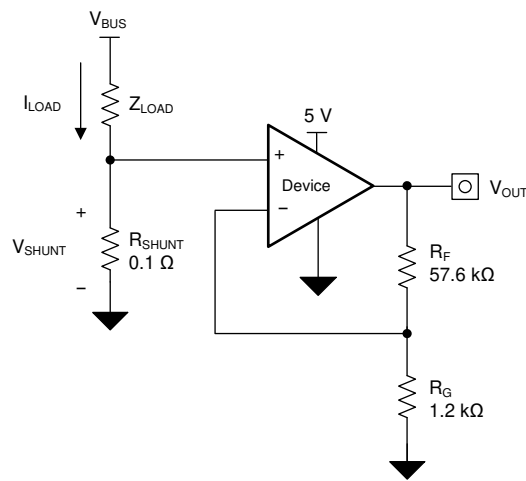 VBUS
ILOAD
ZLOAD
5 V
+
Device
−
VOUT
+
VSHUNT
−
RSHUNT
0.1 Ω
RF
57.6 kΩ
RG
1.2 kΩ